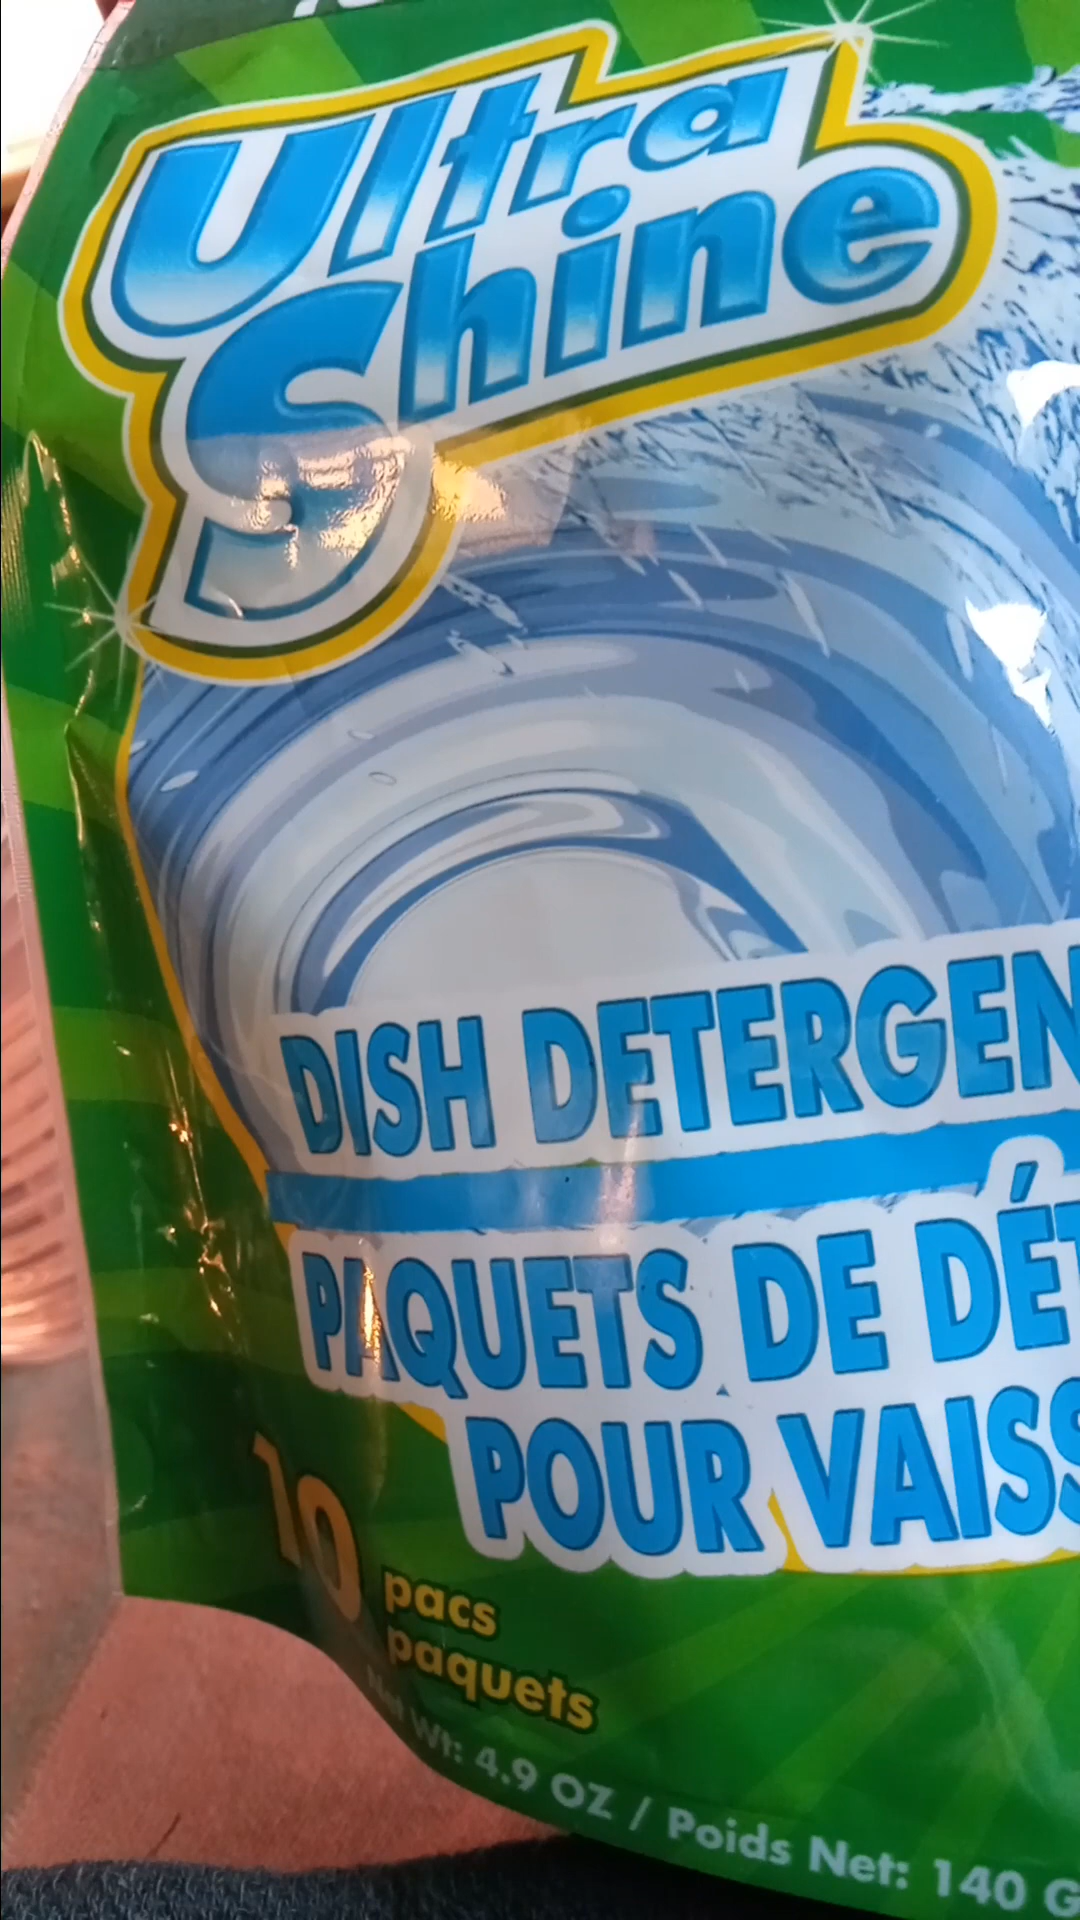 Ultra
Shine
DISH DETERGEN
PAQUETS DE DÉT
POUR VAISS
10 pacs
paquets
Net Wt: 4.9 OZ / Poids Net: 140 G